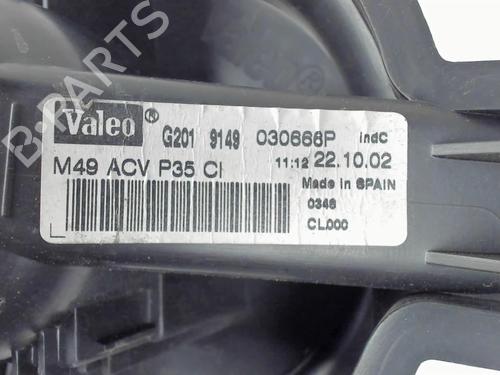 B-PARTS
Valeo ® G201 9149 030668P indC
M49 ACV P35 CI 11:12 22.10.02
Made in SPAIN
0346
CL000